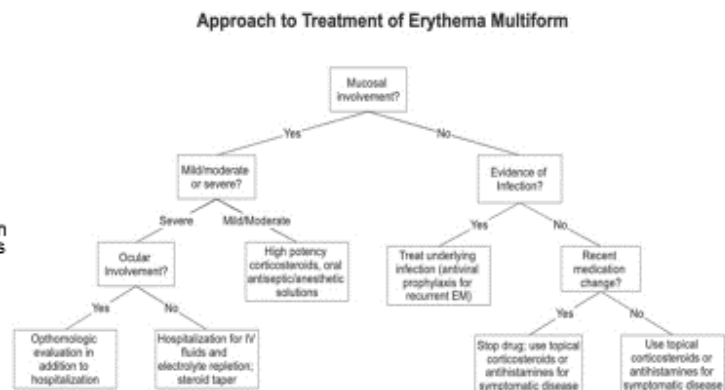 Approach to Treatment of Erythema Multiform
Mucosal
involvement?
Yes
No
Mild/moderate
or severe?
Evidence of
Infection?
n
s
Severe
Mild/Moderate
Yes
No
Ocular
Involvement?
High potency
corticosteroids, oral
antiseptic/anesthetic
solutions
Treat underlying
infection (antiviral
prophylaxis for
recurrent EM)
Recent
medication
change?
Yes
No
Yes
No
Opthomologic
evaluation in
addition to
hospitalization
Hospitalization for IV
fluids and
electrolyte repletion;
steroid taper
Stop drug; use topical
corticosteroids or
antihistamines for
symptomatic disease
Use topical
corticosteroids or
antihistamines for
symptomatic disease